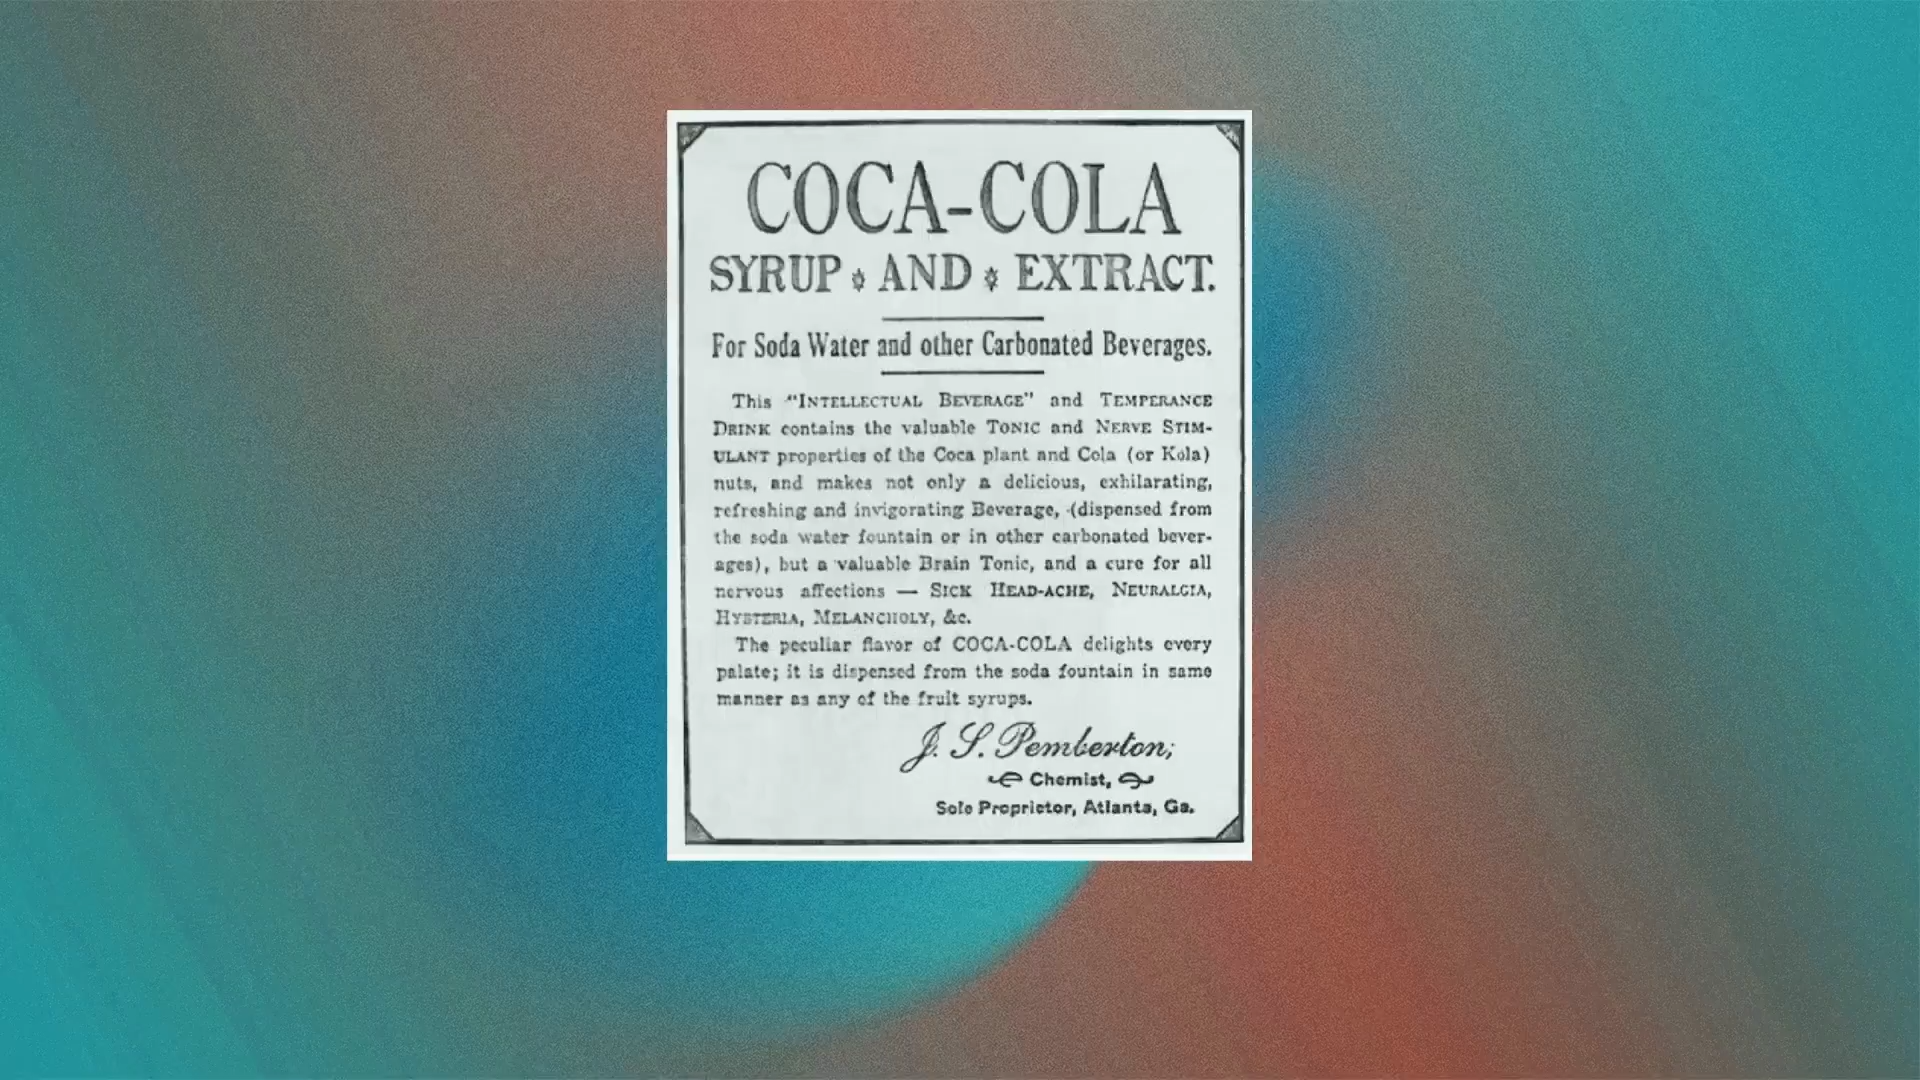 COCA-COLA
SYRUP AND EXTRACT.
For Soda Water and other Carbonated Beverages.
This "INTELLECTUAL BEVERAGE" and TEMPERANCE
DRINK contains the valuable TONIC and NERVE STIM-
ULANT properties of the Coca plant and Cola (or Kola)
nuts, and makes not only a delicious, exhilarating,
refreshing and invigorating Beverage, (dispensed from
the soda water fountain or in other carbonated bever-
ages), but a valuable Brain Tonic, and a cure for all
nervous affections — SICK HEAD-ACHE, NEURALGIA,
HYSTERIA, MELANCHOLY, &c.
The peculiar flavor of COCA-COLA delights every
palate; it is dispensed from the soda fountain in same
manner as any of the fruit syrups.
J. S. Pemberton;
Chemist,
Sole Proprietor, Atlanta, Ga.